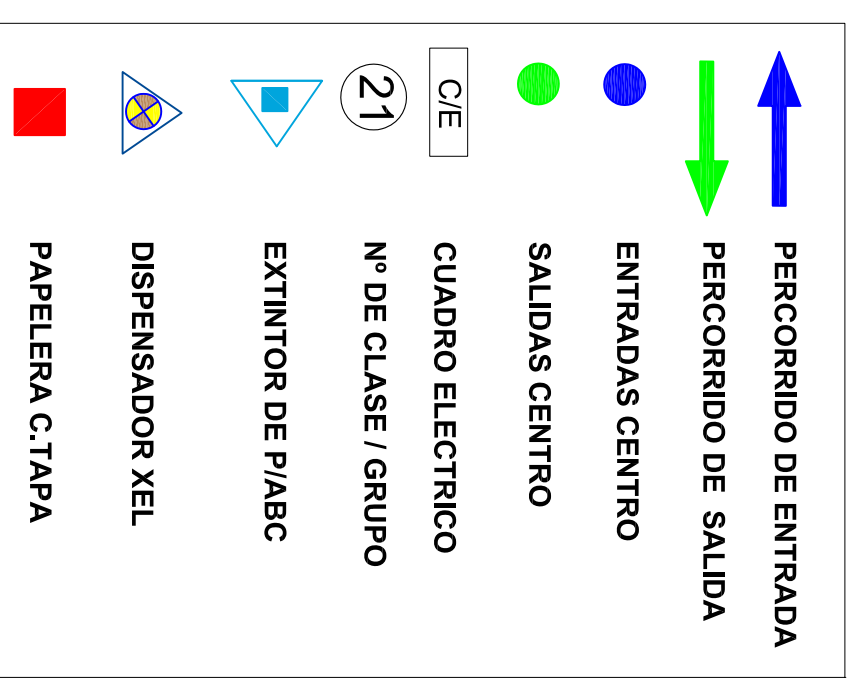 PERCORRIDO DE ENTRADA
PERCORRIDO DE SALIDA
ENTRADAS CENTRO
SALIDAS CENTRO
C/E CUADRO ELECTRICO
21 Nº DE CLASE / GRUPO
EXTINTOR DE P/ABC
DISPENSADOR XEL
PAPELERA C.TAPA